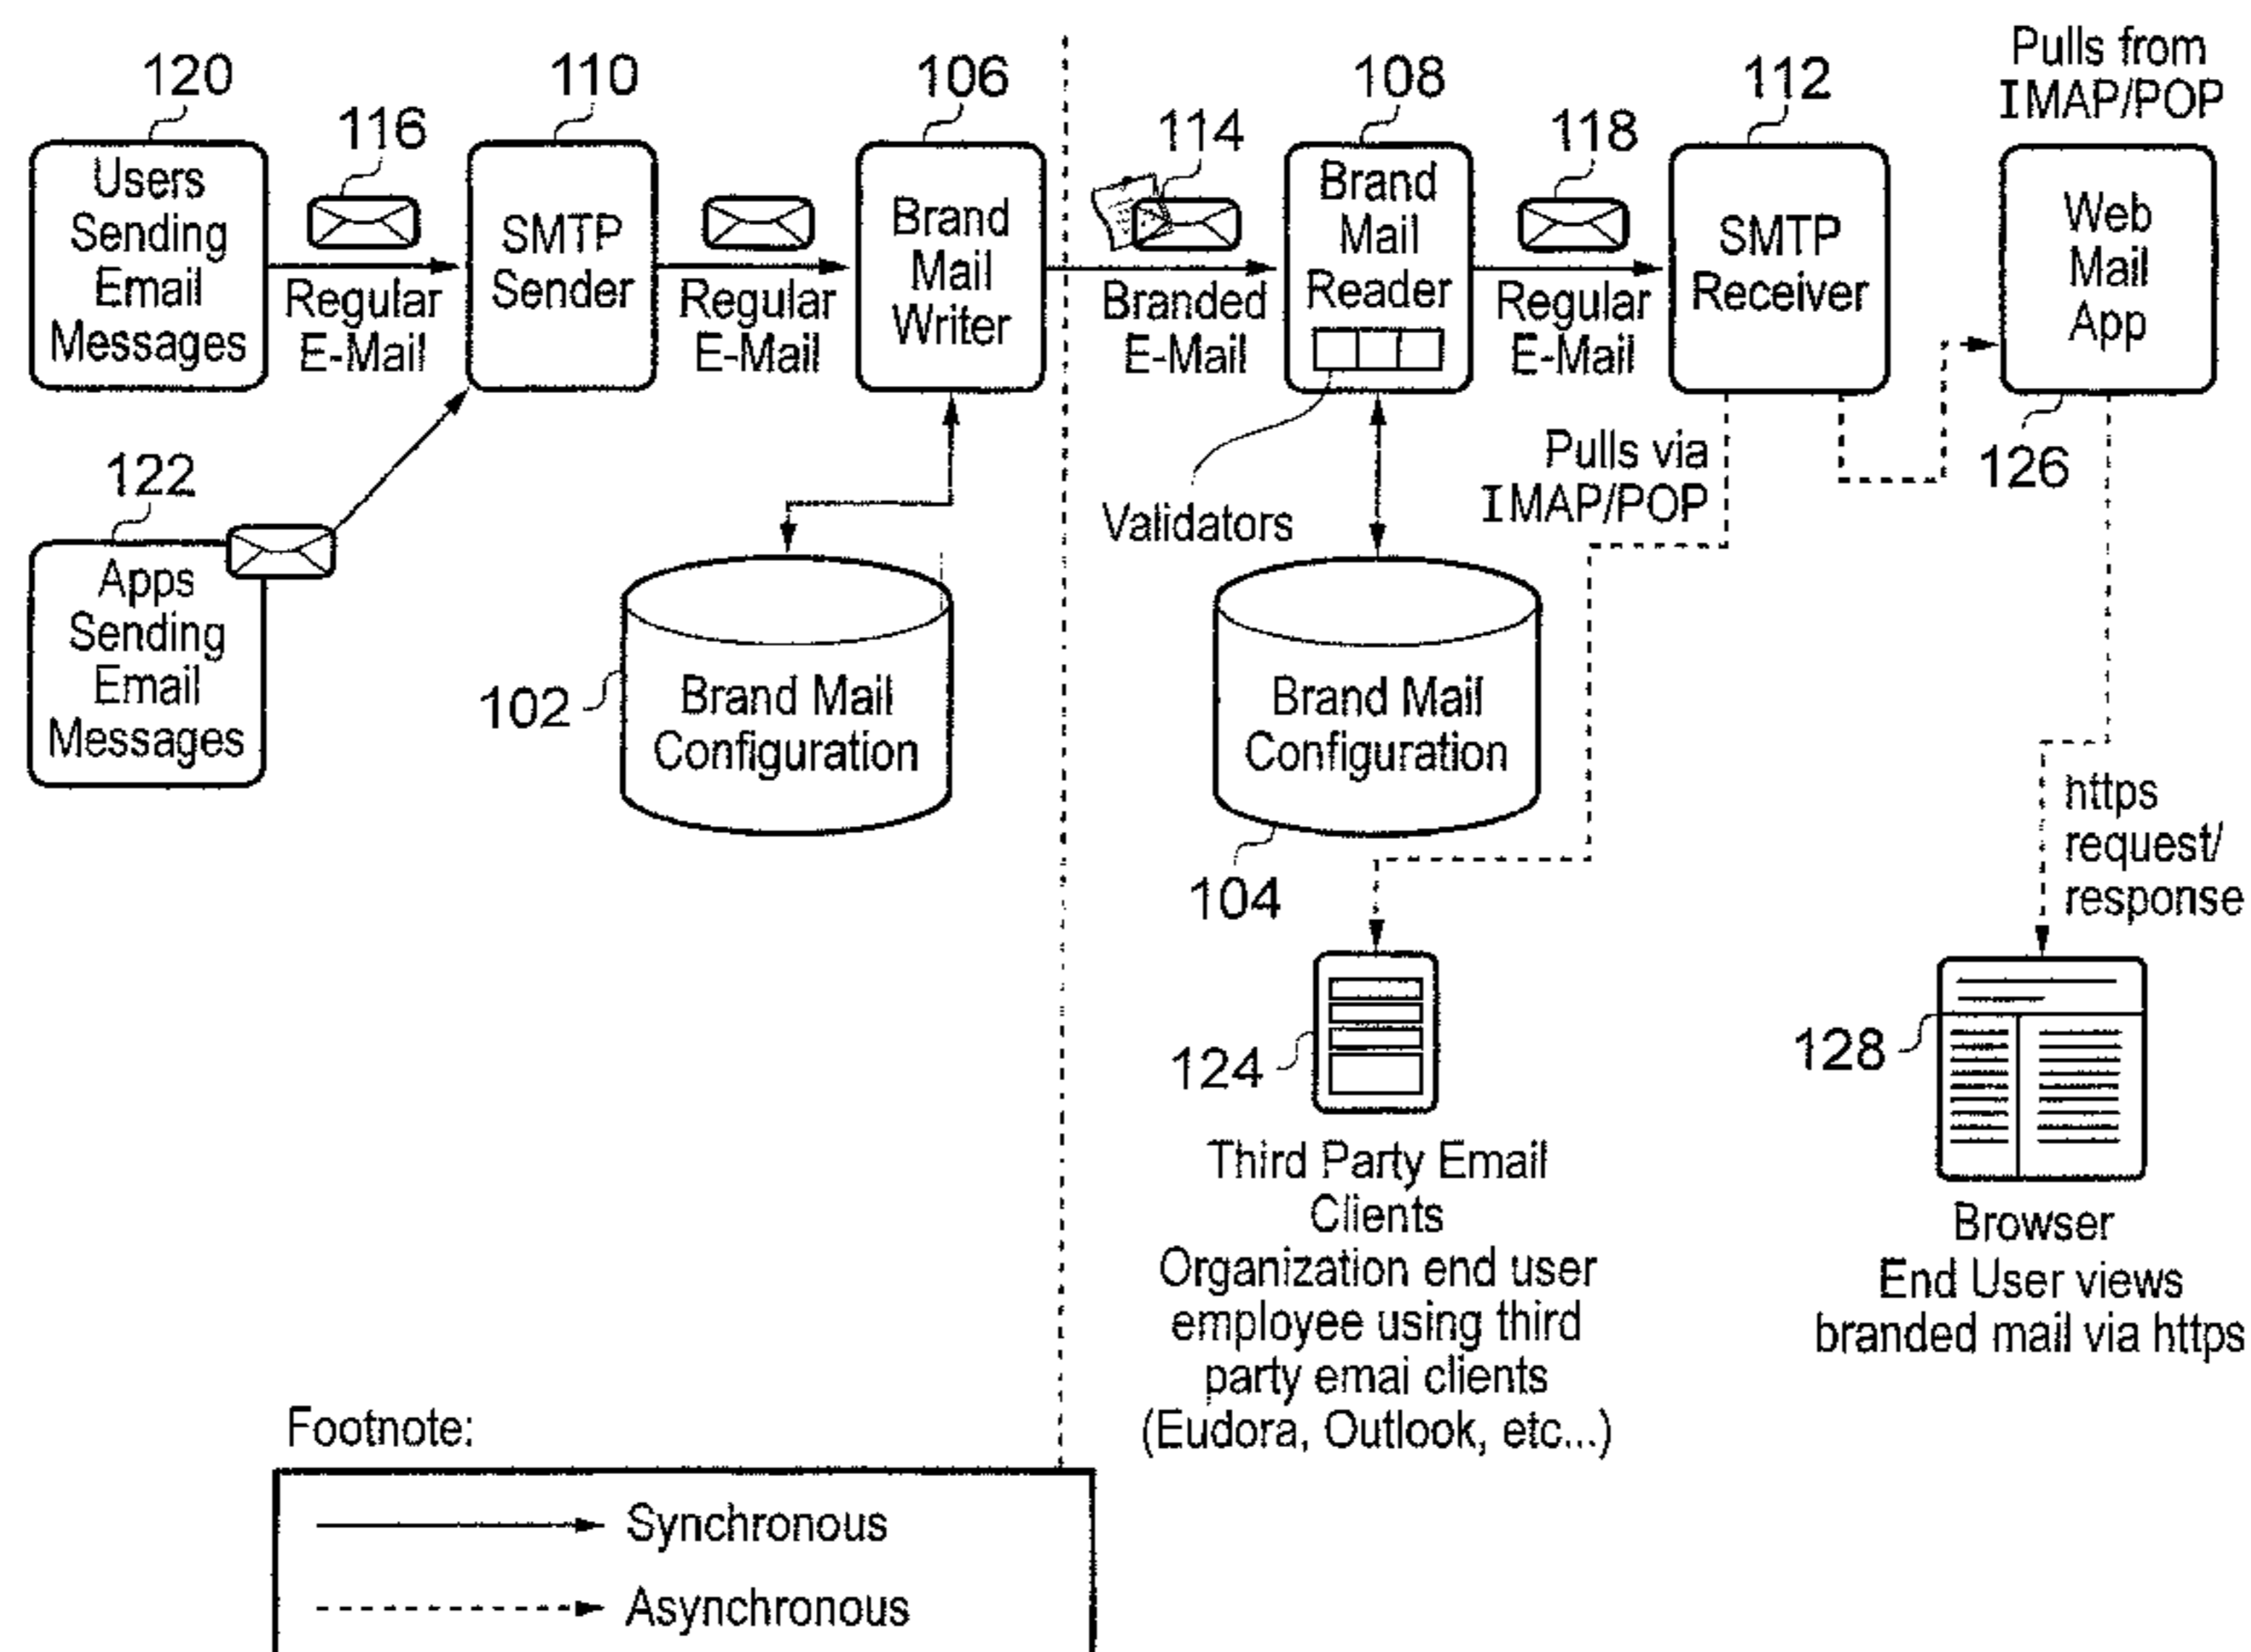 120
Users
Sending
Email
Messages
116
Regular
E-Mail
110
SMTP
Sender
Regular
E-Mail
106
Brand
Mail
Writer
114
Branded
E-Mail
108
Brand
Mail
Reader
Validators
118
Regular
E-Mail
112
SMTP
Receiver
Pulls from
IMAP/POP
Web
Mail
App
126
122
Apps
Sending
Email
Messages
102
Brand Mail
Configuration
Brand Mail
Configuration
104
Pulls via
IMAP/POP
https
request/
response
124
Third Party Email
Clients
Organization end user
employee using third
party emai clients
(Eudora, Outlook, etc...)
128
Browser
End User views
branded mail via https
Footnote:
Synchronous
Asynchronous